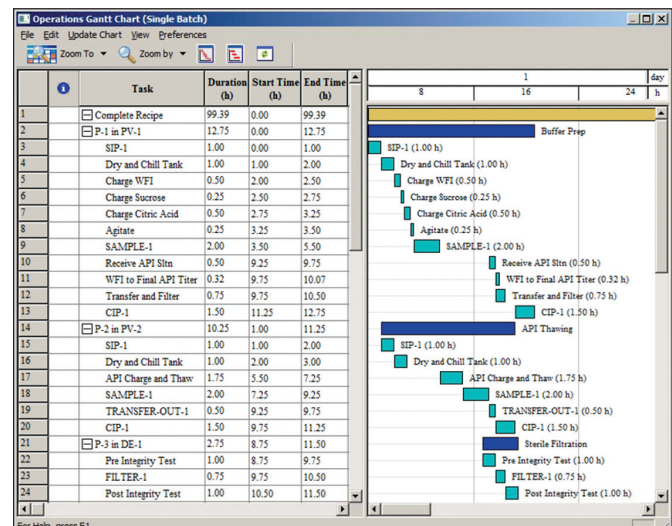 Operations Gantt Chart (Single Batch)
File Edit Update Chart View Preferences
Zoom To Zoom by
Task Duration (h) Start Time (h) End Time (h)
1 day
8 16 24 h
1 Complete Recipe 99.39 0.00 99.39
2 P-1 in PV-1 12.75 0.00 12.75 Buffer Prep
3 SIP-1 1.00 0.00 1.00 SIP-1 (1.00 h)
4 Dry and Chill Tank 1.00 1.00 2.00 Dry and Chill Tank (1.00 h)
5 Charge WFI 0.50 2.00 2.50 Charge WFI (0.50 h)
6 Charge Sucrose 0.25 2.50 2.75 Charge Sucrose (0.25 h)
7 Charge Citric Acid 0.50 2.75 3.25 Charge Citric Acid (0.50 h)
8 Agitate 0.25 3.25 3.50 Agitate (0.25 h)
9 SAMPLE-1 2.00 3.50 5.50 SAMPLE-1 (2.00 h)
10 Receive API Sltn 0.50 9.25 9.75 Receive API Sltn (0.50 h)
11 WFI to Final API Titer 0.32 9.75 10.07 WFI to Final API Titer (0.32 h)
12 Transfer and Filter 0.75 9.75 10.50 Transfer and Filter (0.75 h)
13 CIP-1 1.50 11.25 12.75 CIP-1 (1.50 h)
14 P-2 in PV-2 10.25 1.00 11.25 API Thawing
15 SIP-1 1.00 1.00 2.00 SIP-1 (1.00 h)
16 Dry and Chill Tank 1.00 2.00 3.00 Dry and Chill Tank (1.00 h)
17 API Charge and Thaw 1.75 5.50 7.25 API Charge and Thaw (1.75 h)
18 SAMPLE-1 2.00 7.25 9.25 SAMPLE-1 (2.00 h)
19 TRANSFER-OUT-1 0.50 9.25 9.75 TRANSFER-OUT-1 (0.50 h)
20 CIP-1 1.50 9.75 11.25 CIP-1 (1.50 h)
21 P-3 in DE-1 2.75 8.75 11.50 Sterile Filtration
22 Pre Integrity Test 1.00 8.75 9.75 Pre Integrity Test (1.00 h)
23 FILTER-1 0.75 9.75 10.50 FILTER-1 (0.75 h)
24 Post Integrity Test 1.00 10.50 11.50 Post Integrity Test (1.00 h)
For Help, press F1